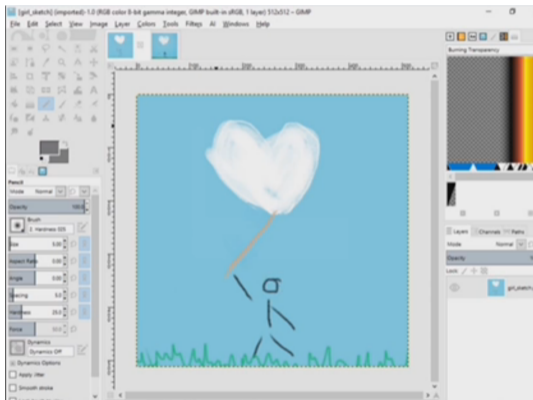 [girl_sketch] (imported)-1.0 (RGB color 8-bit gamma integer, GIMP built-in sRGB, 1 layer) 512x512 – GIMP
File Edit Select View Image Layer Colors Tools Filters AI Windows Help
Burning Transparency
Pencil
Mode Normal
Opacity 100.0
Brush
2. Hardness 025
Size
Aspect Ratio 0.00
Angle 0.00
Spacing
Hardness
Force 50.0
Dynamics
Dynamics Off
Dynamics Options
Apply Jitter
Smooth stroke
Layers Channels Paths
Mode Normal
Opacity
Lock
girl_sketch